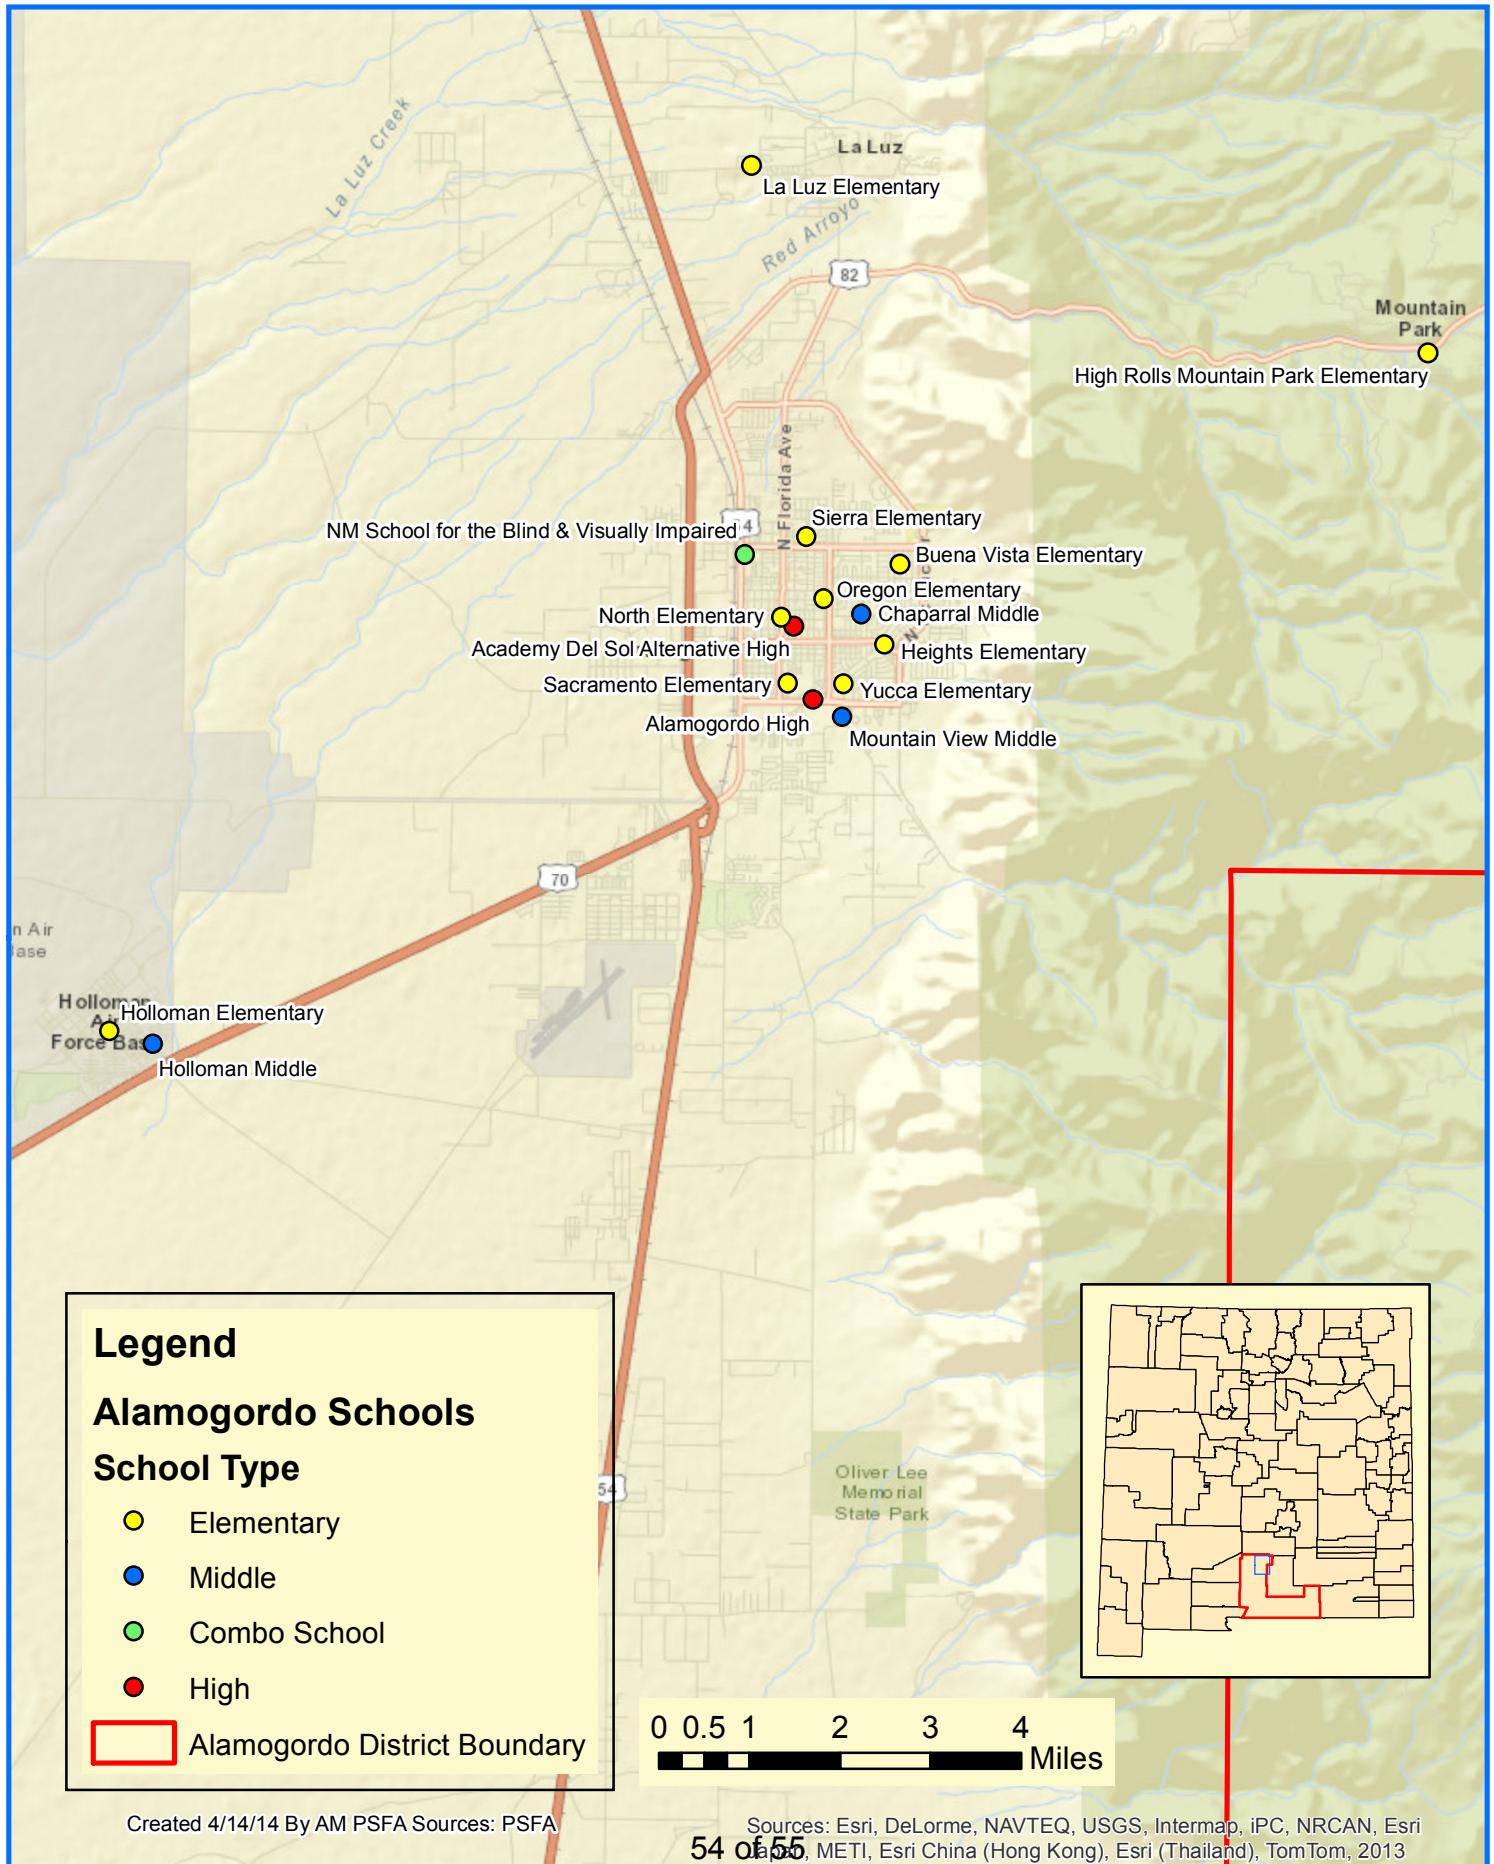 La Luz Creek
La Luz
La Luz Elementary
Red Arroyo
82
Mountain
Park
High Rolls Mountain Park Elementary
N Florida Ave
Sierra Elementary
NM School for the Blind & Visually Impaired
Buena Vista Elementary
Oregon Elementary
North Elementary
Chaparral Middle
Academy Del Sol Alternative High
Heights Elementary
Sacramento Elementary
Yucca Elementary
Alamogordo High
Mountain View Middle
70
n Air
Holloman
Air
Force Base
Holloman Elementary
Holloman Middle
54
Oliver Lee
Memorial
State Park
Legend
Alamogordo Schools
School Type
Elementary
Middle
Combo School
High
Alamogordo District Boundary
0 0.5 1 2 3 4
Miles
Created 4/14/14 By AM PSFA Sources: PSFA
Sources: Esri, DeLorme, NAVTEQ, USGS, Intermap, iPC, NRCAN, Esri
Japan, METI, Esri China (Hong Kong), Esri (Thailand), TomTom, 2013
54 of 55